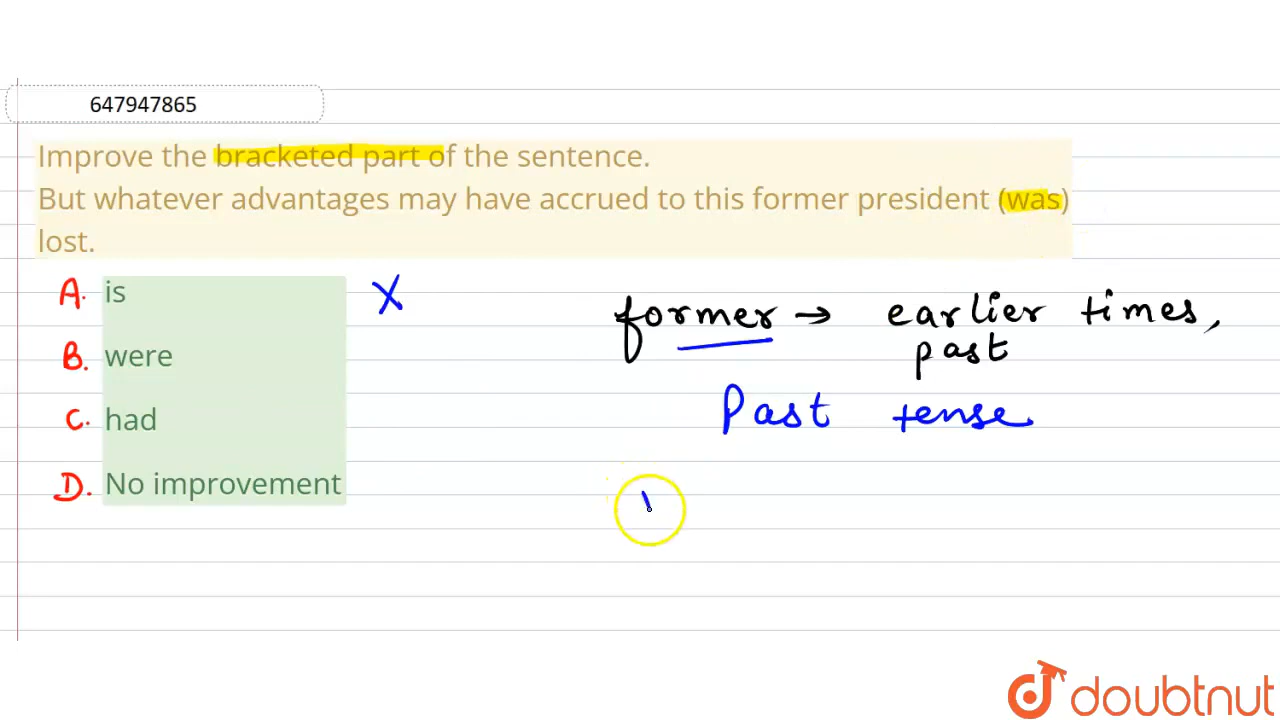 647947865
Improve the bracketed part of the sentence.
But whatever advantages may have accrued to this former president (was)
lost.
A. is X
B. were
C. had
D. No improvement
former → earlier times,
past
Past tense
doubtnut